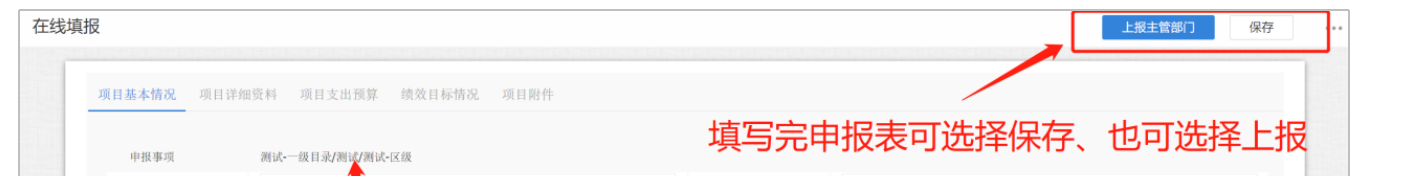 在线填报
上报主管部门 保存
项目基本情况 项目详细资料 项目支出预算 绩效目标情况 项目附件
填写完申报表可选择保存、也可选择上报
申报事项 测试-一级目录/测试/测试-区级